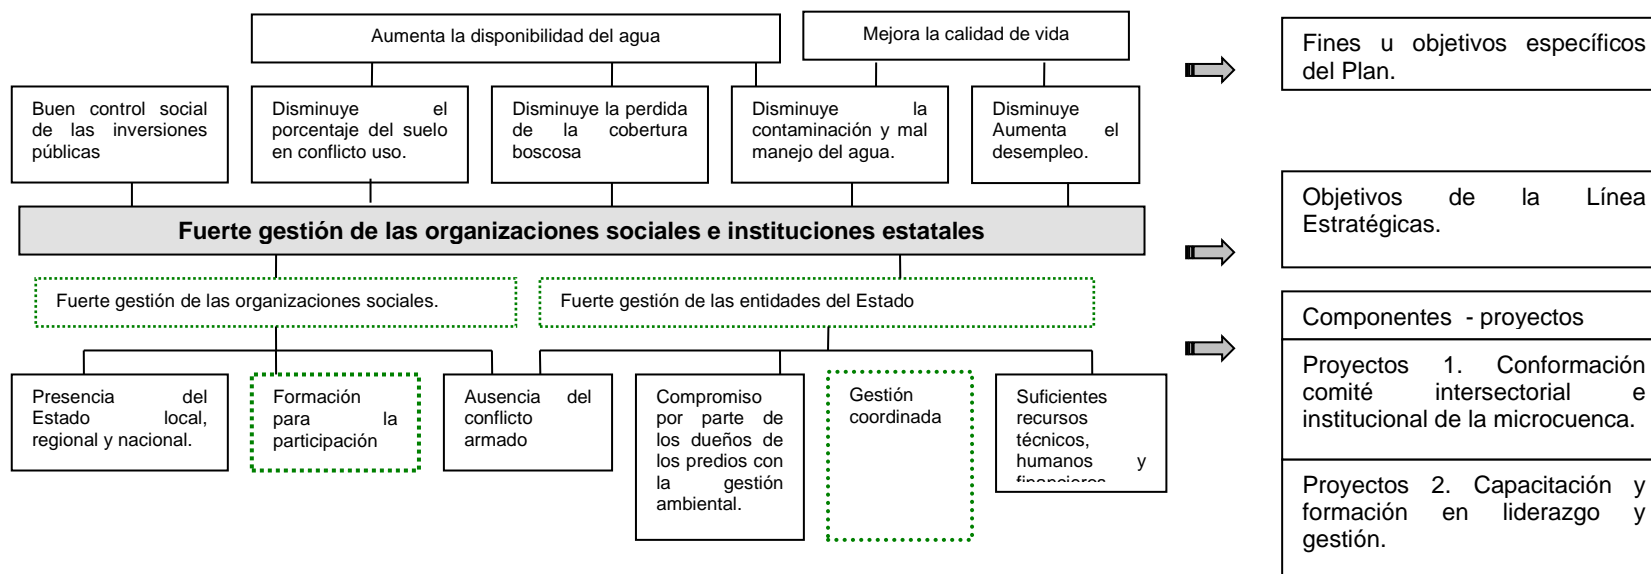 Aumenta la disponibilidad del agua
Mejora la calidad de vida
Fines u objetivos específicos
del Plan.
Buen control social
de las inversiones
públicas
Disminuye el
porcentaje del suelo
en conflicto uso.
Disminuye la perdida
de la cobertura
boscosa
Disminuye la
contaminación y mal
manejo del agua.
Disminuye
Aumenta el
desempleo.
Fuerte gestión de las organizaciones sociales e instituciones estatales
Objetivos de la Línea
Estratégicas.
Fuerte gestión de las organizaciones sociales.
Fuerte gestión de las entidades del Estado
Presencia del
Estado local,
regional y nacional.
Formación
para la
participación
Ausencia del
conflicto
armado
Compromiso
por parte de
los dueños de
los predios con
la gestión
ambiental.
Gestión
coordinada
Suficientes
recursos
técnicos,
humanos y
financieros
Componentes - proyectos
Proyectos 1. Conformación
comité intersectorial e
institucional de la microcuenca.
Proyectos 2. Capacitación y
formación en liderazgo y
gestión.